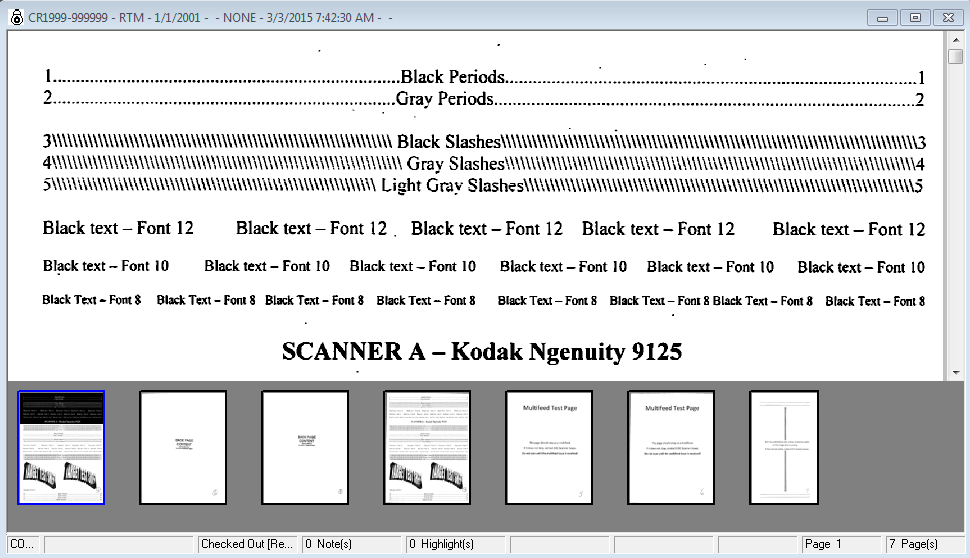 CR1999-999999 - RTM - 1/1/2001 - - NONE - 3/3/2015 7:42:30 AM - -
1..................................................................................Black Periods..................................................................................................1
2.................................................................................Gray Periods.....................................................................................................2
3\\\\\\\\\\\\\\\\\\\\\\\\\\\\\\\\\\\\\\\\\\\\\\\\\\\\\\\\\\\\\\ Black Slashes\\\\\\\\\\\\\\\\\\\\\\\\\\\\\\\\\\\\\\\\\\\\\\\\\\\\\\\\\\\\\\\\\\\\\\\\\\3
4\\\\\\\\\\\\\\\\\\\\\\\\\\\\\\\\\\\\\\\\\\\\\\\\\\\\\\\\\\\\\\\\ Gray Slashes\\\\\\\\\\\\\\\\\\\\\\\\\\\\\\\\\\\\\\\\\\\\\\\\\\\\\\\\\\\\\\\\\\\\\\\\\4
5\\\\\\\\\\\\\\\\\\\\\\\\\\\\\\\\\\\\\\\\\\\\\\\\\\\\\\\\\\\ Light Gray Slashes\\\\\\\\\\\\\\\\\\\\\\\\\\\\\\\\\\\\\\\\\\\\\\\\\\\\\\\\\\\\\\\\\\\\\5
Black text – Font 12 Black text – Font 12 Black text – Font 12 Black text – Font 12 Black text – Font 12
Black text – Font 10 Black text – Font 10 Black text – Font 10 Black text – Font 10 Black text – Font 10 Black text – Font 10
Black Text – Font 8 Black Text – Font 8 Black Text – Font 8 Black Text – Font 8 Black Text – Font 8 Black Text – Font 8 Black Text – Font 8 Black Text – Font 8
SCANNER A – Kodak Ngenuity 9125
BACK PAGE
CONTENT
BACK PAGE
CONTENT
Multifeed Test Page
Multifeed Test Page
CO... Checked Out [Re... 0 Note(s) 0 Highlight(s) Page 1 7 Page(s)